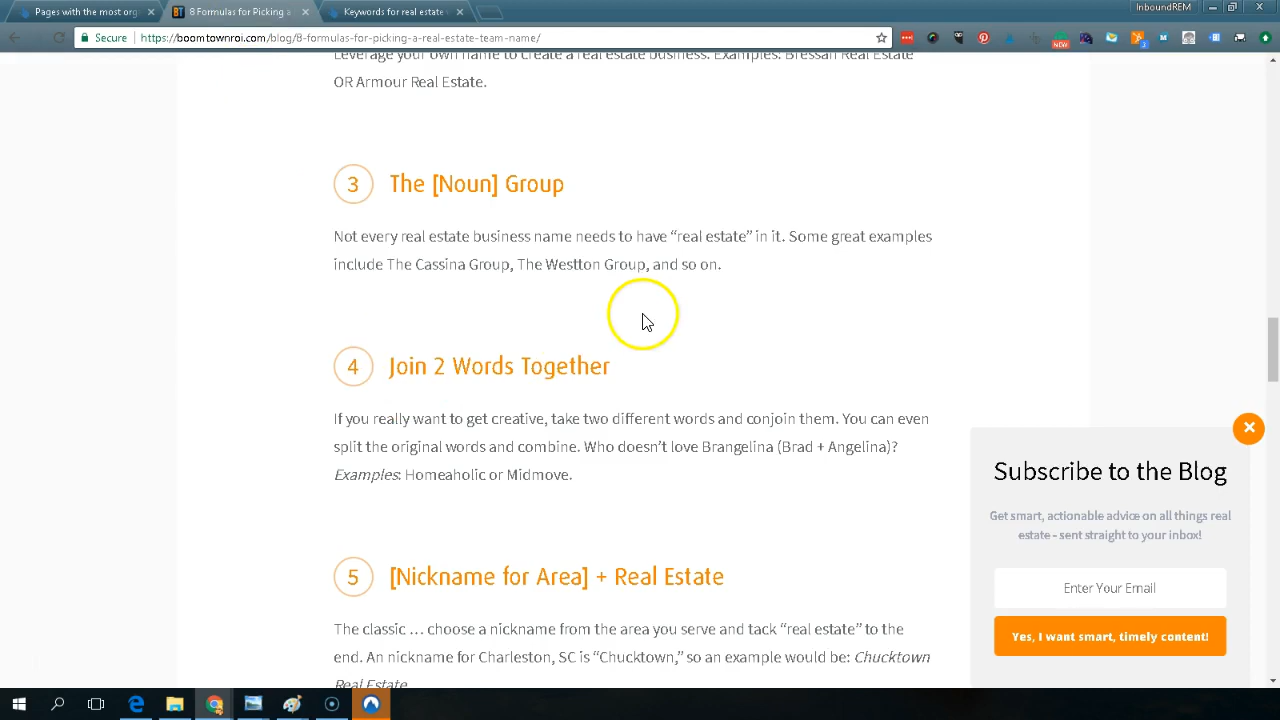 Pages with the most org
8 Formulas for Picking a
Keywords for real estate
InboundREM
Secure
https://boomtownroi.com/blog/8-formulas-for-picking-a-real-estate-team-name/
Leverage your own name to create a real estate business. Examples: Bressan Real Estate
OR Armour Real Estate.
3 The [Noun] Group
Not every real estate business name needs to have “real estate” in it. Some great examples
include The Cassina Group, The Westton Group, and so on.
4 Join 2 Words Together
If you really want to get creative, take two different words and conjoin them. You can even
split the original words and combine. Who doesn’t love Brangelina (Brad + Angelina)?
Examples: Homeaholic or Midmove.
5 [Nickname for Area] + Real Estate
The classic … choose a nickname from the area you serve and tack “real estate” to the
end. An nickname for Charleston, SC is “Chucktown,” so an example would be: Chucktown
Real Estate
Subscribe to the Blog
Get smart, actionable advice on all things real
estate - sent straight to your inbox!
Enter Your Email
Yes, I want smart, timely content!